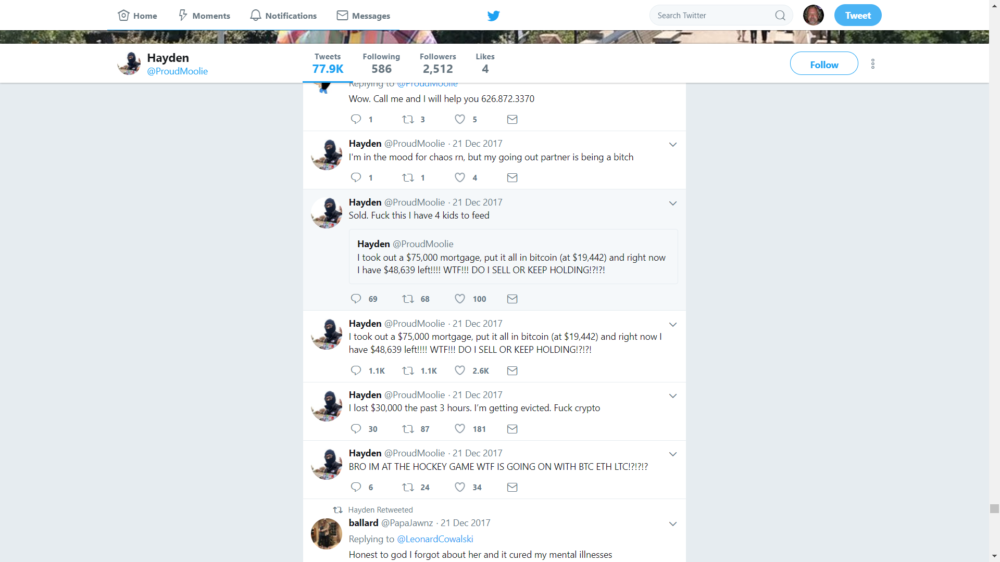 Home
Moments
Notifications
Messages
Search Twitter
Tweet
Hayden
@ProudMoolie
Tweets
77.9K
Following
586
Followers
2,512
Likes
4
Follow
Replying to @ProudMoolie
Wow. Call me and I will help you 626.872.3370
1 3 5
Hayden @ProudMoolie · 21 Dec 2017
I'm in the mood for chaos rn, but my going out partner is being a bitch
1 1 4
Hayden @ProudMoolie · 21 Dec 2017
Sold. Fuck this I have 4 kids to feed
Hayden @ProudMoolie
I took out a $75,000 mortgage, put it all in bitcoin (at $19,442) and right now
I have $48,639 left!!!! WTF!!! DO I SELL OR KEEP HOLDING!?!?!
69 68 100
Hayden @ProudMoolie · 21 Dec 2017
I took out a $75,000 mortgage, put it all in bitcoin (at $19,442) and right now I
have $48,639 left!!!! WTF!!! DO I SELL OR KEEP HOLDING!?!?!
1.1K 1.1K 2.6K
Hayden @ProudMoolie · 21 Dec 2017
I lost $30,000 the past 3 hours. I’m getting evicted. Fuck crypto
30 87 181
Hayden @ProudMoolie · 21 Dec 2017
BRO IM AT THE HOCKEY GAME WTF IS GOING ON WITH BTC ETH LTC!?!?!?
6 24 34
Hayden Retweeted
ballard @PapaJawnz · 21 Dec 2017
Replying to @LeonardCowalski
Honest to god I forgot about her and it cured my mental illnesses